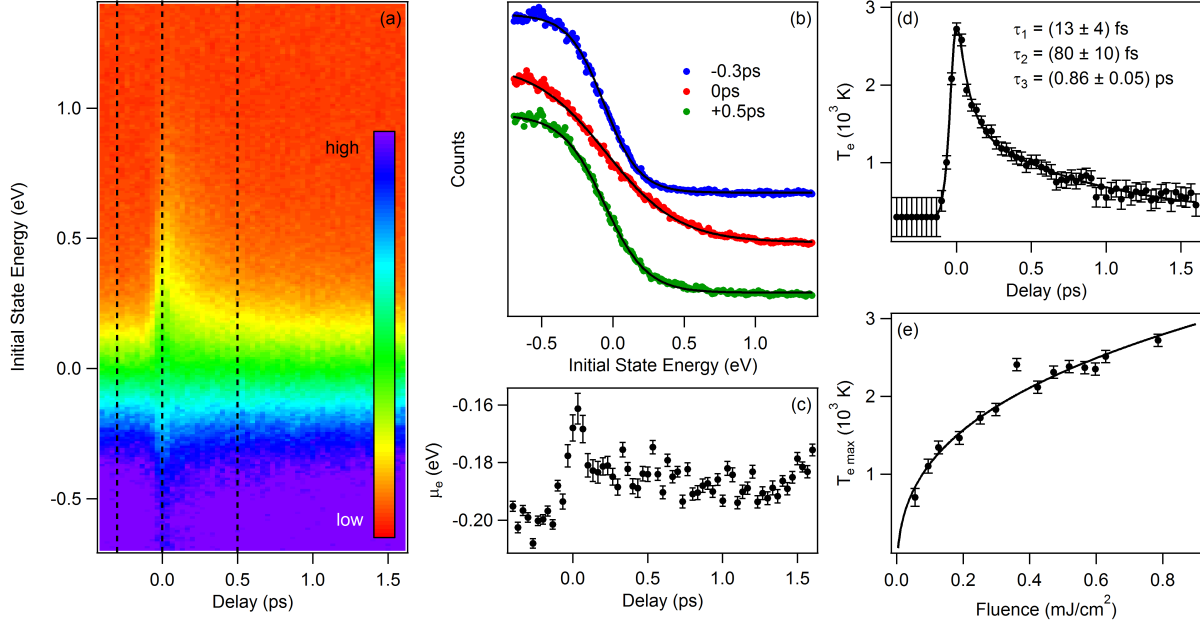 (a)
high
low
1.0
0.5
0.0
-0.5
Initial State Energy (eV)
0.0
0.5
1.0
1.5
Delay (ps)
(b)
-0.3ps
0ps
+0.5ps
Counts
-0.5
0.0
0.5
1.0
Initial State Energy (eV)
(c)
-0.16
-0.18
-0.20
μe (eV)
0.0
0.5
1.0
1.5
Delay (ps)
(d)
τ1 = (13 ± 4) fs
τ2 = (80 ± 10) fs
τ3 = (0.86 ± 0.05) ps
3
2
1
Te (10³ K)
0.0
0.5
1.0
1.5
Delay (ps)
(e)
3
2
1
Te max (10³ K)
0.0
0.2
0.4
0.6
0.8
Fluence (mJ/cm²)